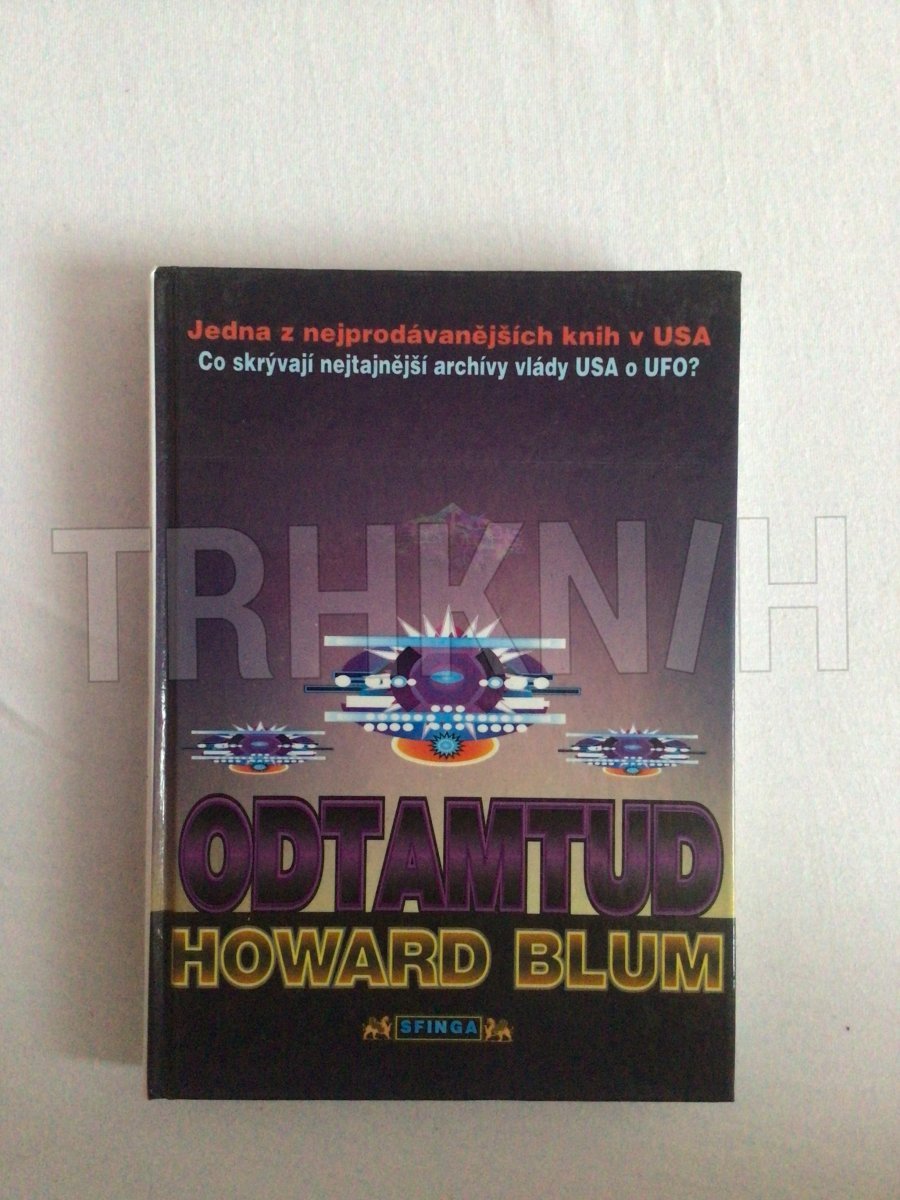 Jedna z nejprodávanějších knih v USA
Co skrývají nejtajnější archívy vlády USA o UFO?
TRHKNIH
ODTAMTUD
HOWARD BLUM
SFINGA